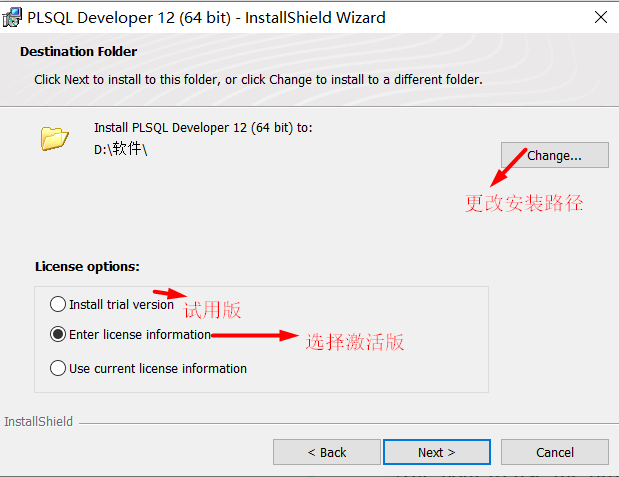 PLSQL Developer 12 (64 bit) - InstallShield Wizard
Destination Folder
Click Next to install to this folder, or click Change to install to a different folder.
Install PLSQL Developer 12 (64 bit) to:
D:\软件\
Change...
更改安装路径
License options:
Install trial version
试用版
Enter license information
选择激活版
Use current license information
InstallShield
< Back
Next >
Cancel